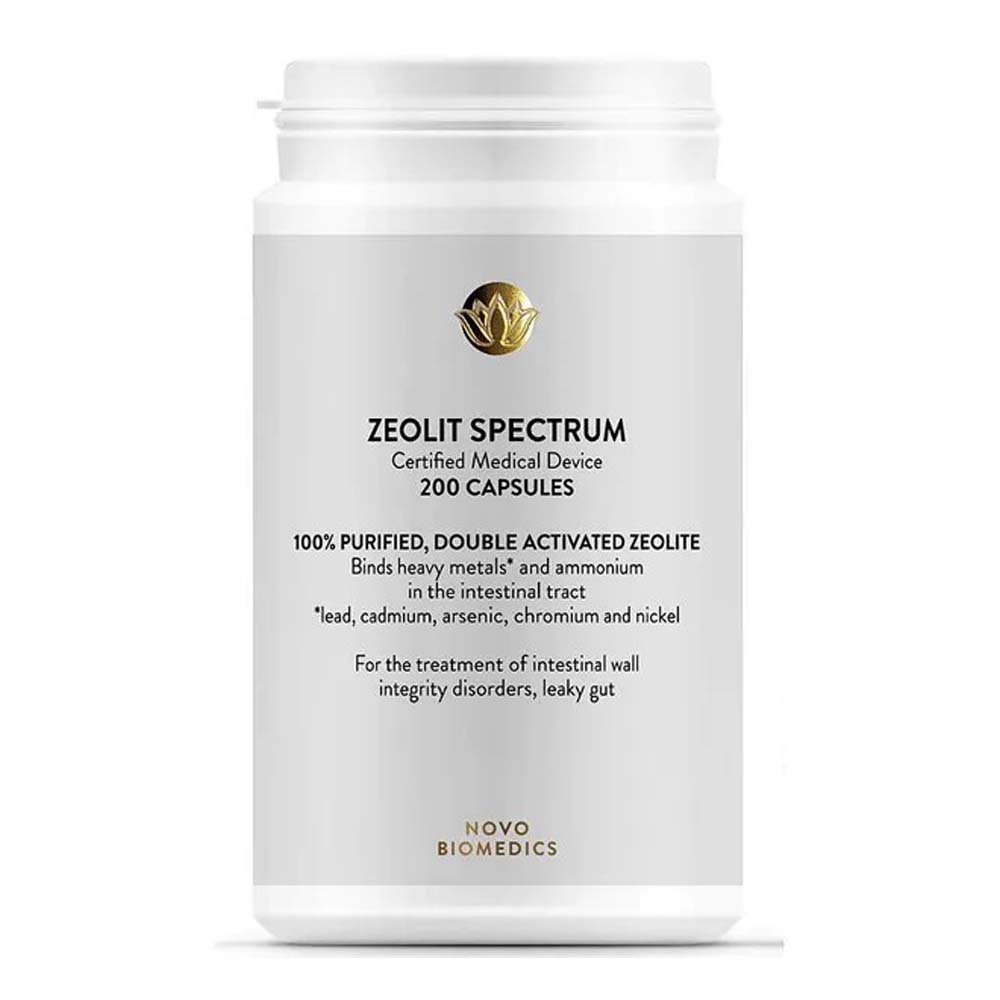 ZEOLIT SPECTRUM
Certified Medical Device
200 CAPSULES
100% PURIFIED, DOUBLE ACTIVATED ZEOLITE
Binds heavy metals* and ammonium
in the intestinal tract
*lead, cadmium, arsenic, chromium and nickel
For the treatment of intestinal wall
integrity disorders, leaky gut
NOVO
BIOMEDICS